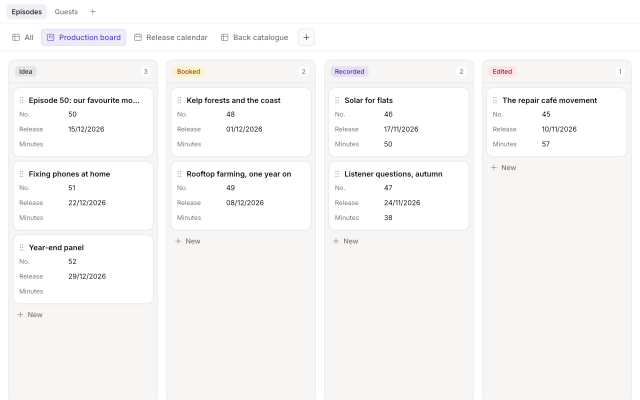 Episodes Guests
All Production board Release calendar Back catalogue
Idea 3
Episode 50: our favourite mo...
No. 50
Release 15/12/2026
Minutes
Fixing phones at home
No. 51
Release 22/12/2026
Minutes
Year-end panel
No. 52
Release 29/12/2026
Minutes
New
Booked 2
Kelp forests and the coast
No. 48
Release 01/12/2026
Minutes
Rooftop farming, one year on
No. 49
Release 08/12/2026
Minutes
New
Recorded 2
Solar for flats
No. 46
Release 17/11/2026
Minutes 50
Listener questions, autumn
No. 47
Release 24/11/2026
Minutes 38
New
Edited 1
The repair café movement
No. 45
Release 10/11/2026
Minutes 57
New